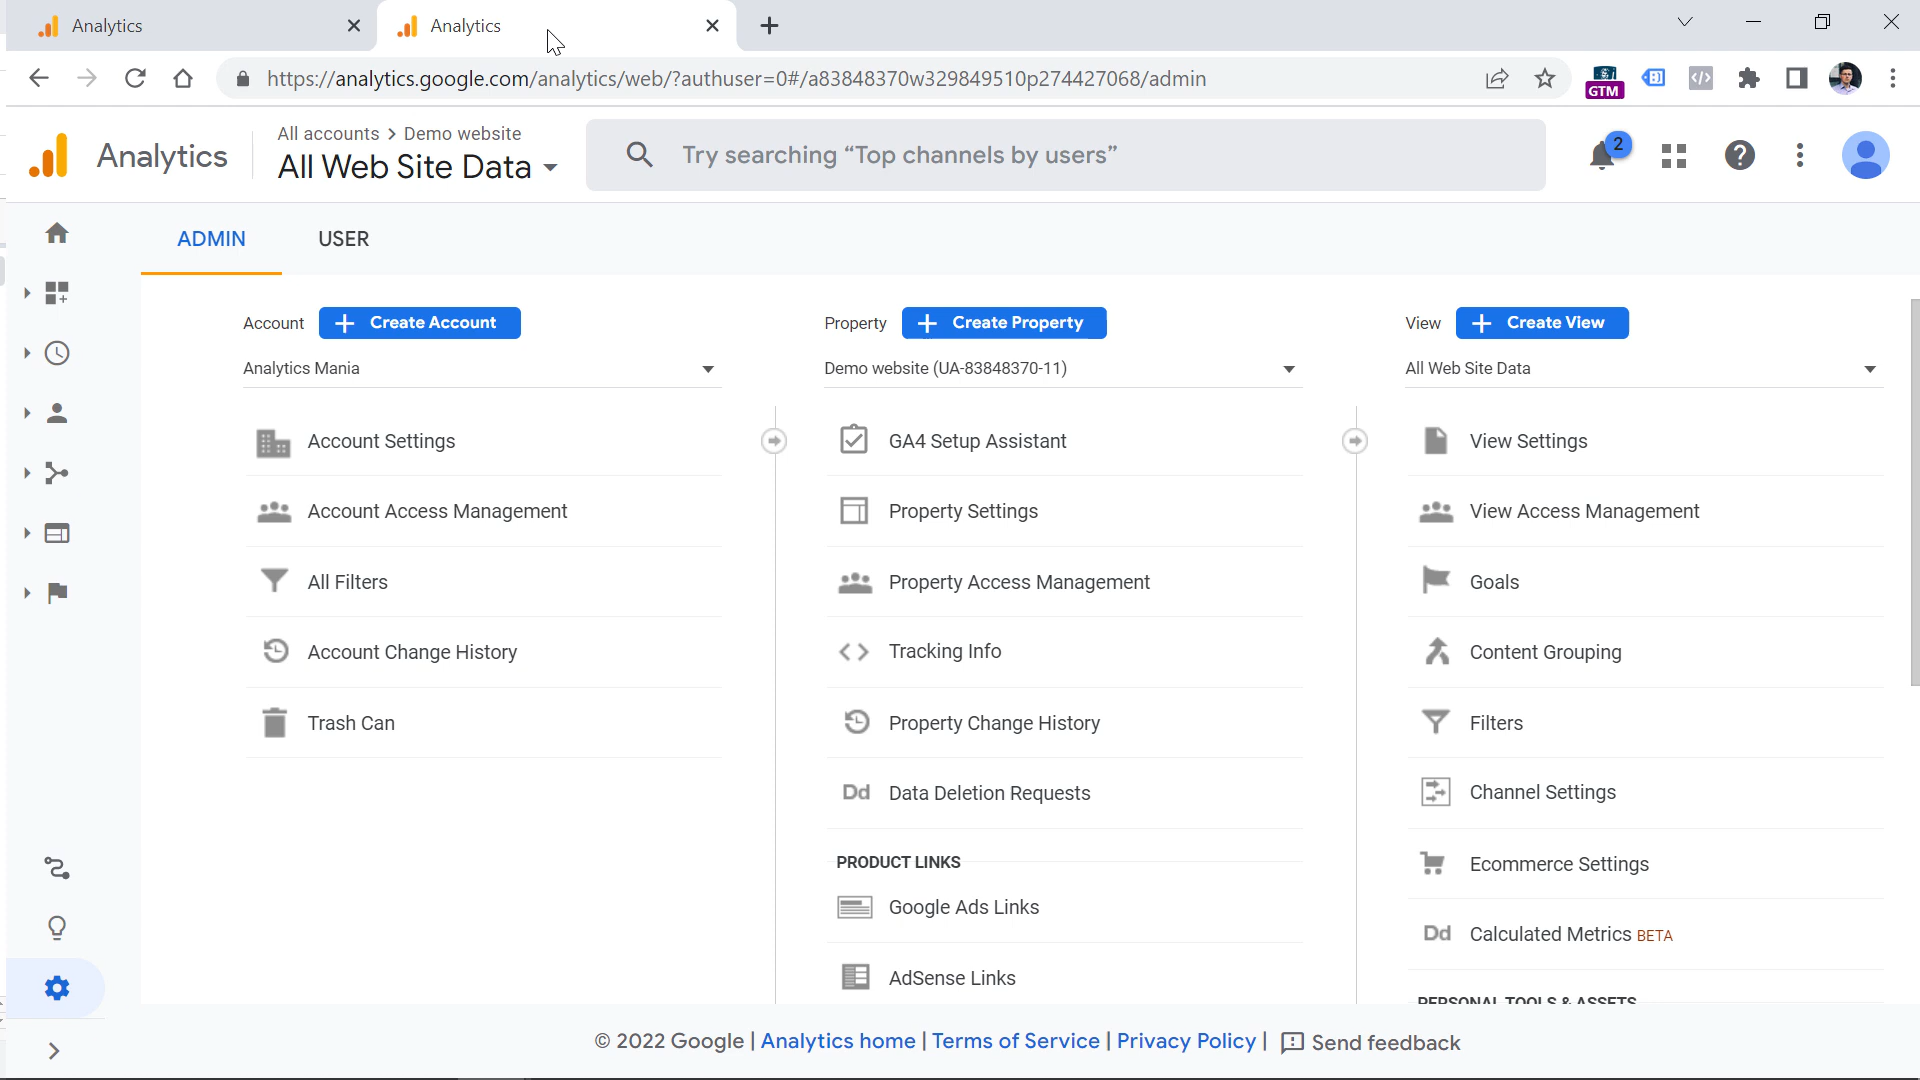 Analytics
Analytics
https://analytics.google.com/analytics/web/?authuser=0#/a83848370w329849510p274427068/admin
GTM
Analytics
All accounts > Demo website
All Web Site Data
Try searching “Top channels by users”
2
ADMIN
USER
Account
Create Account
Analytics Mania
Account Settings
Account Access Management
All Filters
Account Change History
Trash Can
Property
Create Property
Demo website (UA-83848370-11)
GA4 Setup Assistant
Property Settings
Property Access Management
Tracking Info
Property Change History
Dd Data Deletion Requests
PRODUCT LINKS
Google Ads Links
AdSense Links
View
Create View
All Web Site Data
View Settings
View Access Management
Goals
Content Grouping
Filters
Channel Settings
Ecommerce Settings
Dd Calculated Metrics BETA
PERSONAL TOOLS & ASSETS
© 2022 Google | Analytics home | Terms of Service | Privacy Policy | Send feedback